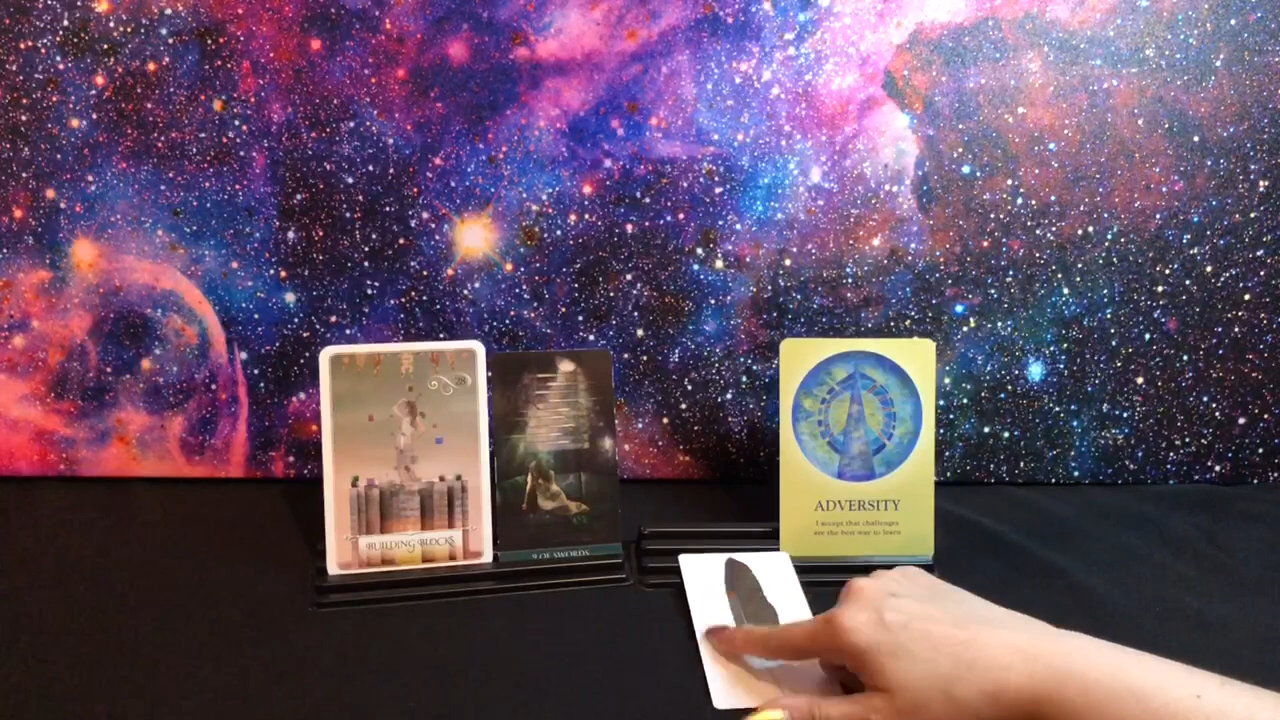 28
BUILDING BLOCKS
9 OF SWORDS
ADVERSITY
I accept that challenges
are the best way to learn